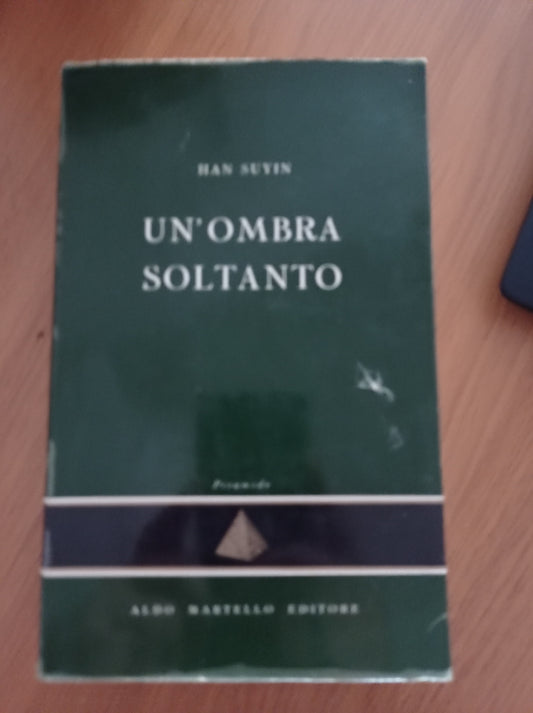 HAN SUYIN
UN'OMBRA
SOLTANTO
Piramide
ALDO MARTELLO EDITORE